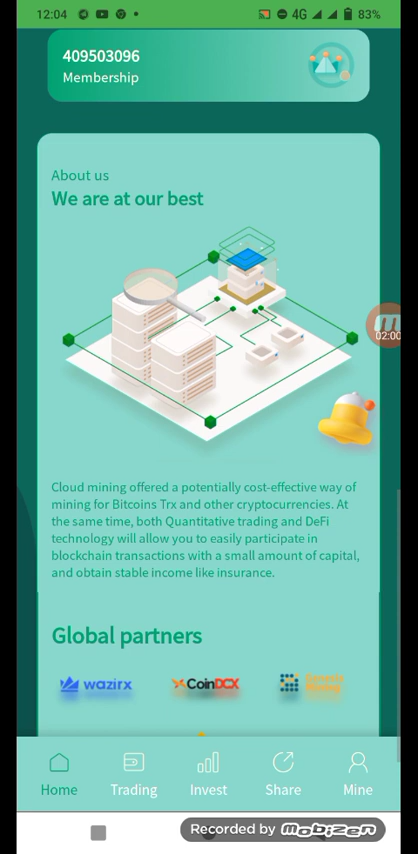 12:04
4G
83%
409503096
Membership
About us
We are at our best
02:00
Cloud mining offered a potentially cost-effective way of
mining for Bitcoins Trx and other cryptocurrencies. At
the same time, both Quantitative trading and DeFi
technology will allow you to easily participate in
blockchain transactions with a small amount of capital,
and obtain stable income like insurance.
Global partners
wazirx
CoinDCX
Home
Trading
Invest
Share
Mine
Recorded by mobizen